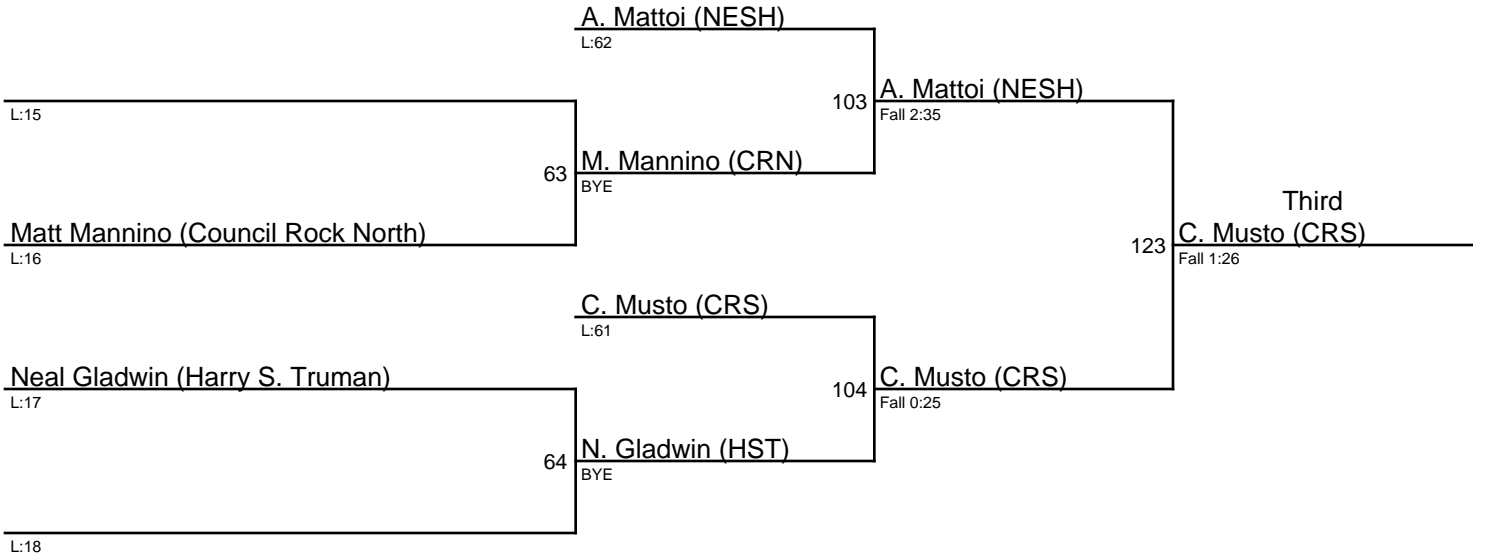 A. Mattoi (NESH)
L:62
L:15
103
A. Mattoi (NESH)
Fall 2:35
63
M. Mannino (CRN)
BYE
Matt Mannino (Council Rock North)
L:16
Third
123
C. Musto (CRS)
Fall 1:26
C. Musto (CRS)
L:61
Neal Gladwin (Harry S. Truman)
L:17
104
C. Musto (CRS)
Fall 0:25
64
N. Gladwin (HST)
BYE
L:18